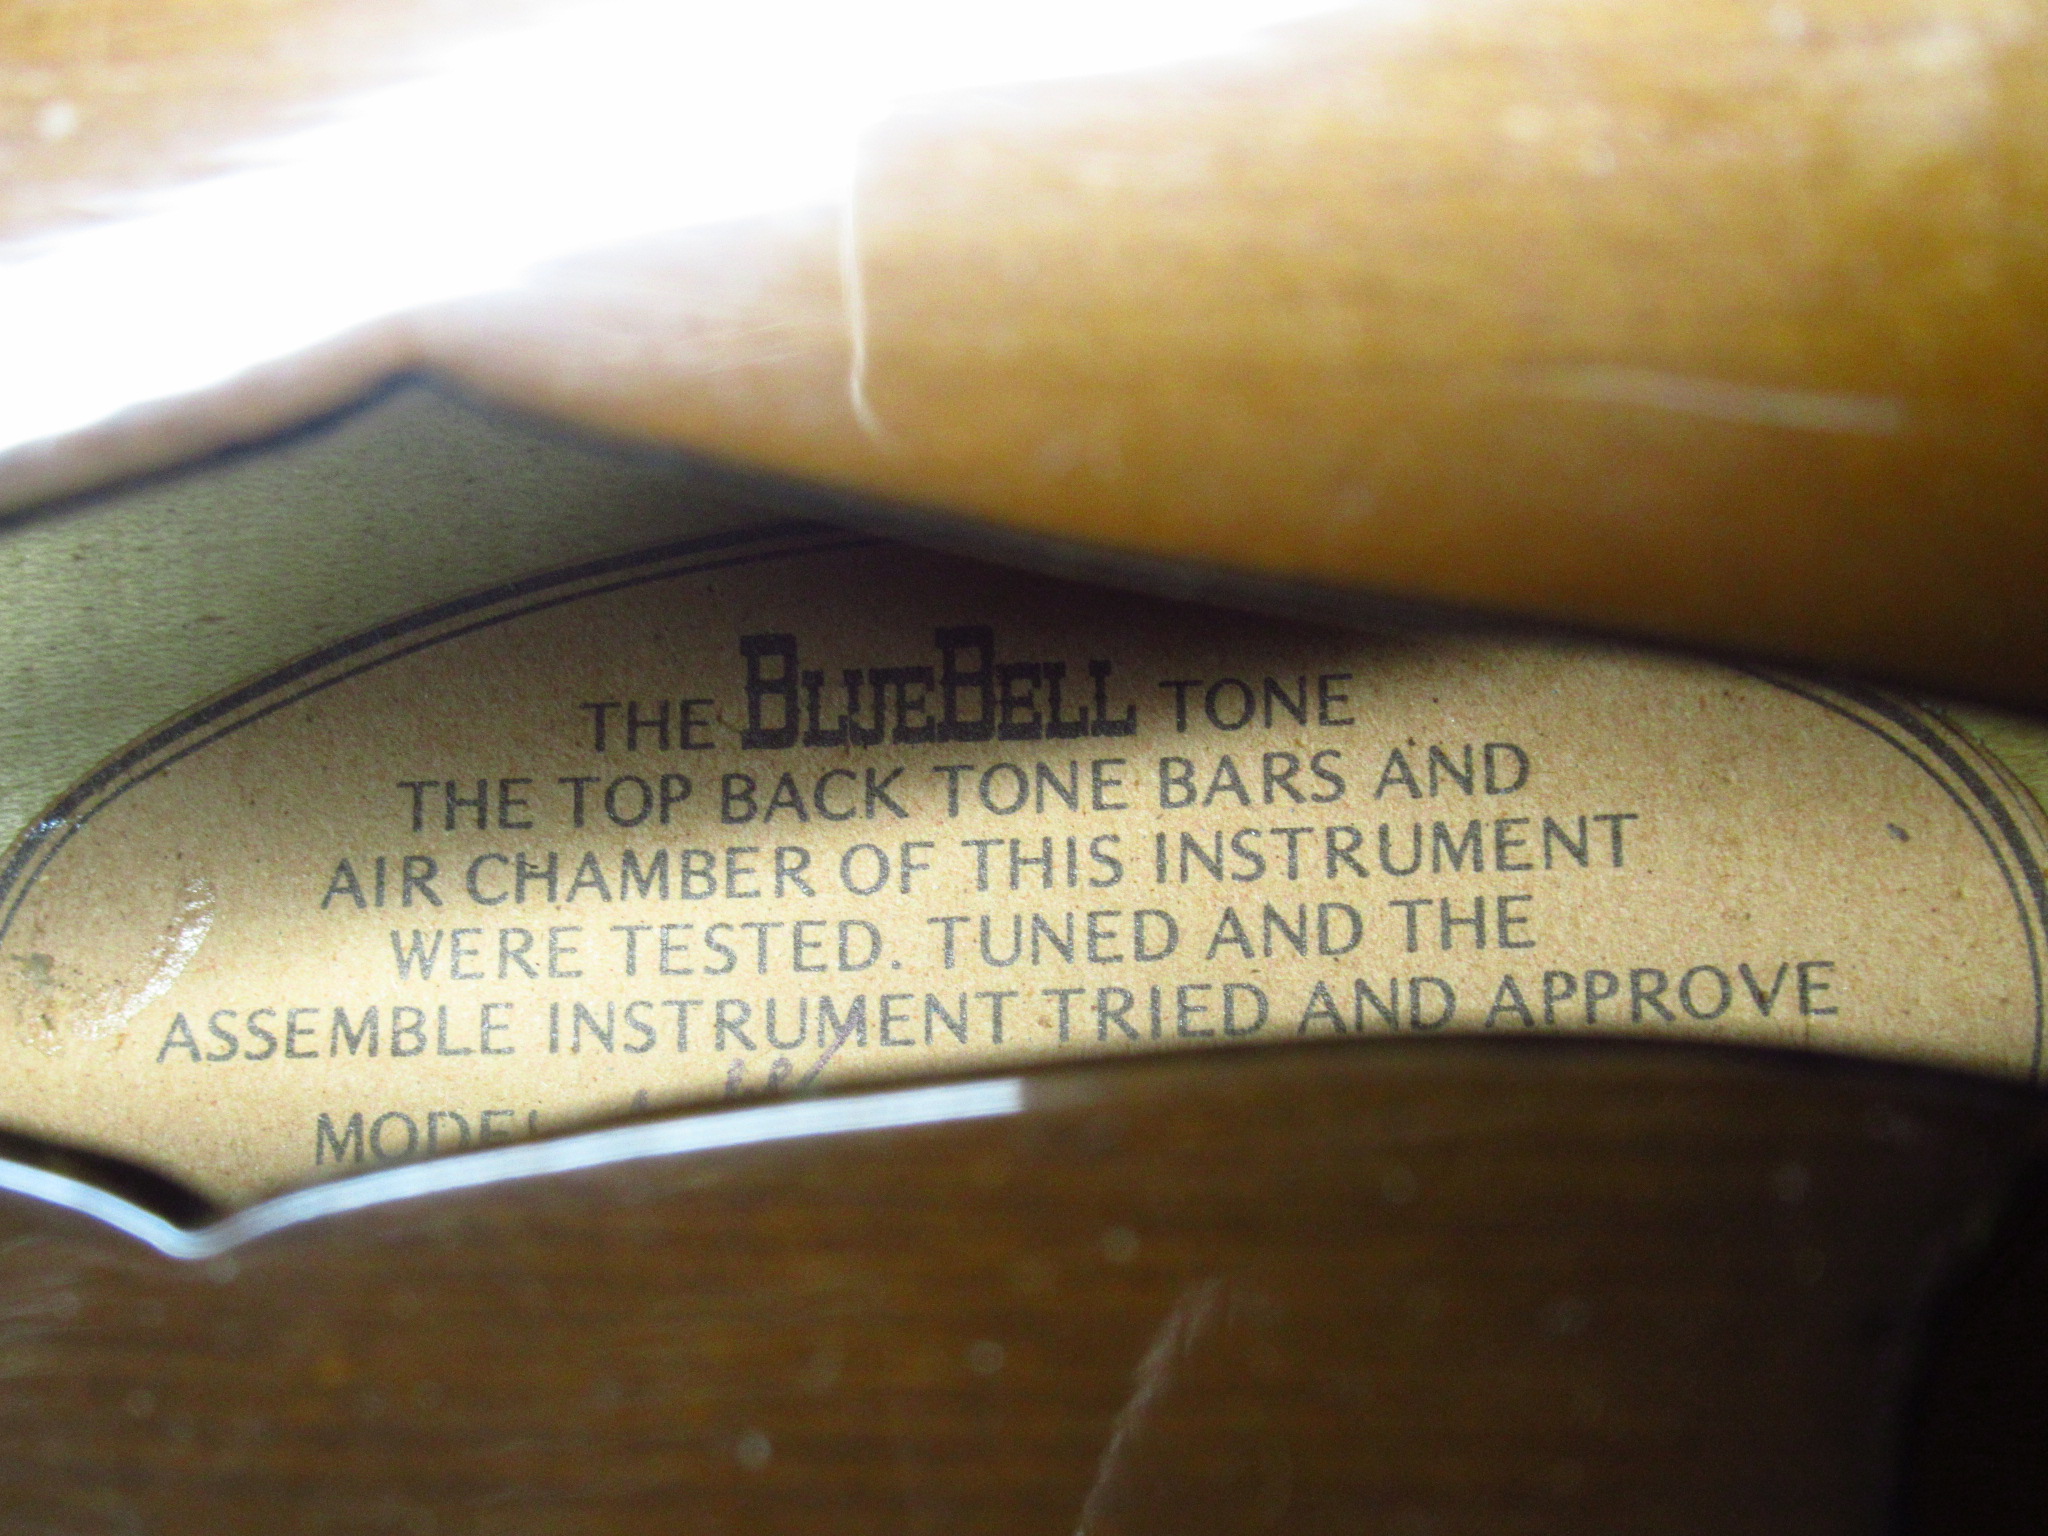 THE BLUEBELL TONE
THE TOP BACK TONE BARS AND
AIR CHAMBER OF THIS INSTRUMENT
WERE TESTED. TUNED AND THE
ASSEMBLE INSTRUMENT TRIED AND APPROVE
MODEL